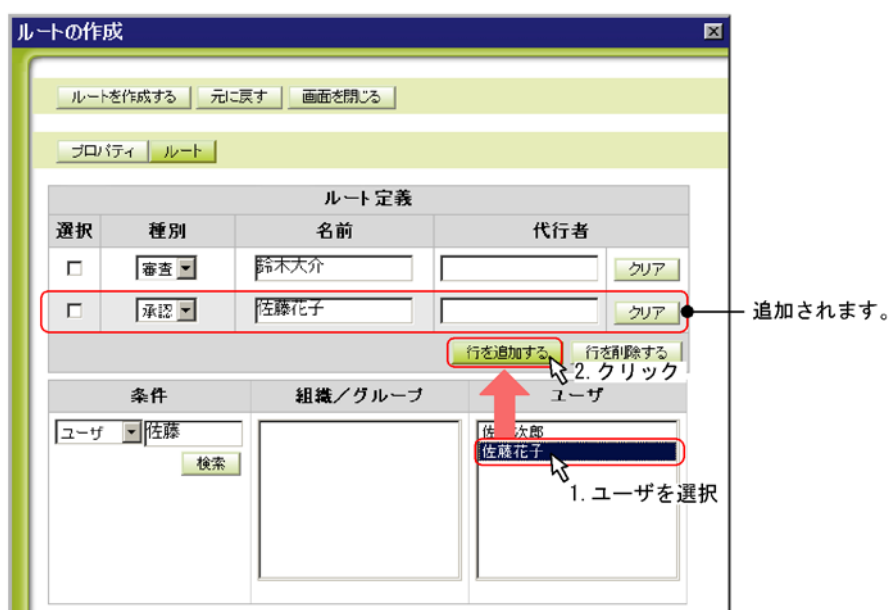 ルートの作成
ルートを作成する 元に戻す 画面を閉じる
プロパティ ルート
ルート定義
選択 種別 名前 代行者
審査 鈴木大介 クリア
承認 佐藤花子 クリア
追加されます。
行を追加する 行を削除する
2. クリック
条件 組織／グループ ユーザ
ユーザ 佐藤
検索
次郎
佐藤花子
1. ユーザを選択